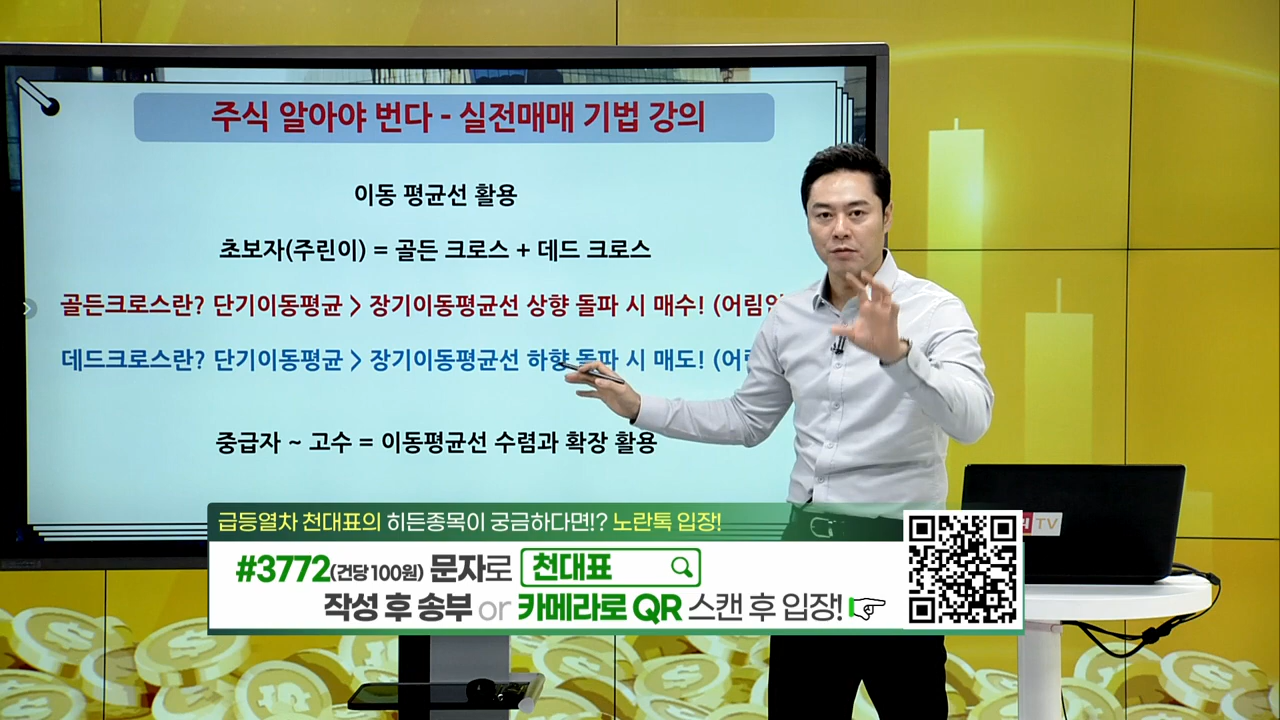 주식 알아야 번다 - 실전매매 기법 강의
이동 평균선 활용
초보자(주린이) = 골든 크로스 + 데드 크로스
골든크로스란? 단기이동평균 > 장기이동평균선 상향 돌파 시 매수! (어림잉
데드크로스란? 단기이동평균 > 장기이동평균선 하향 돌파 시 매도! (어
중급자 ~ 고수 = 이동평균선 수렴과 확장 활용
급등열차 천대표의 히든종목이 궁금하다면!? 노란톡 입장!
#3772(건당 100원) 문자로 천대표
작성 후 송부 or 카메라로 QR 스캔 후 입장!
TV